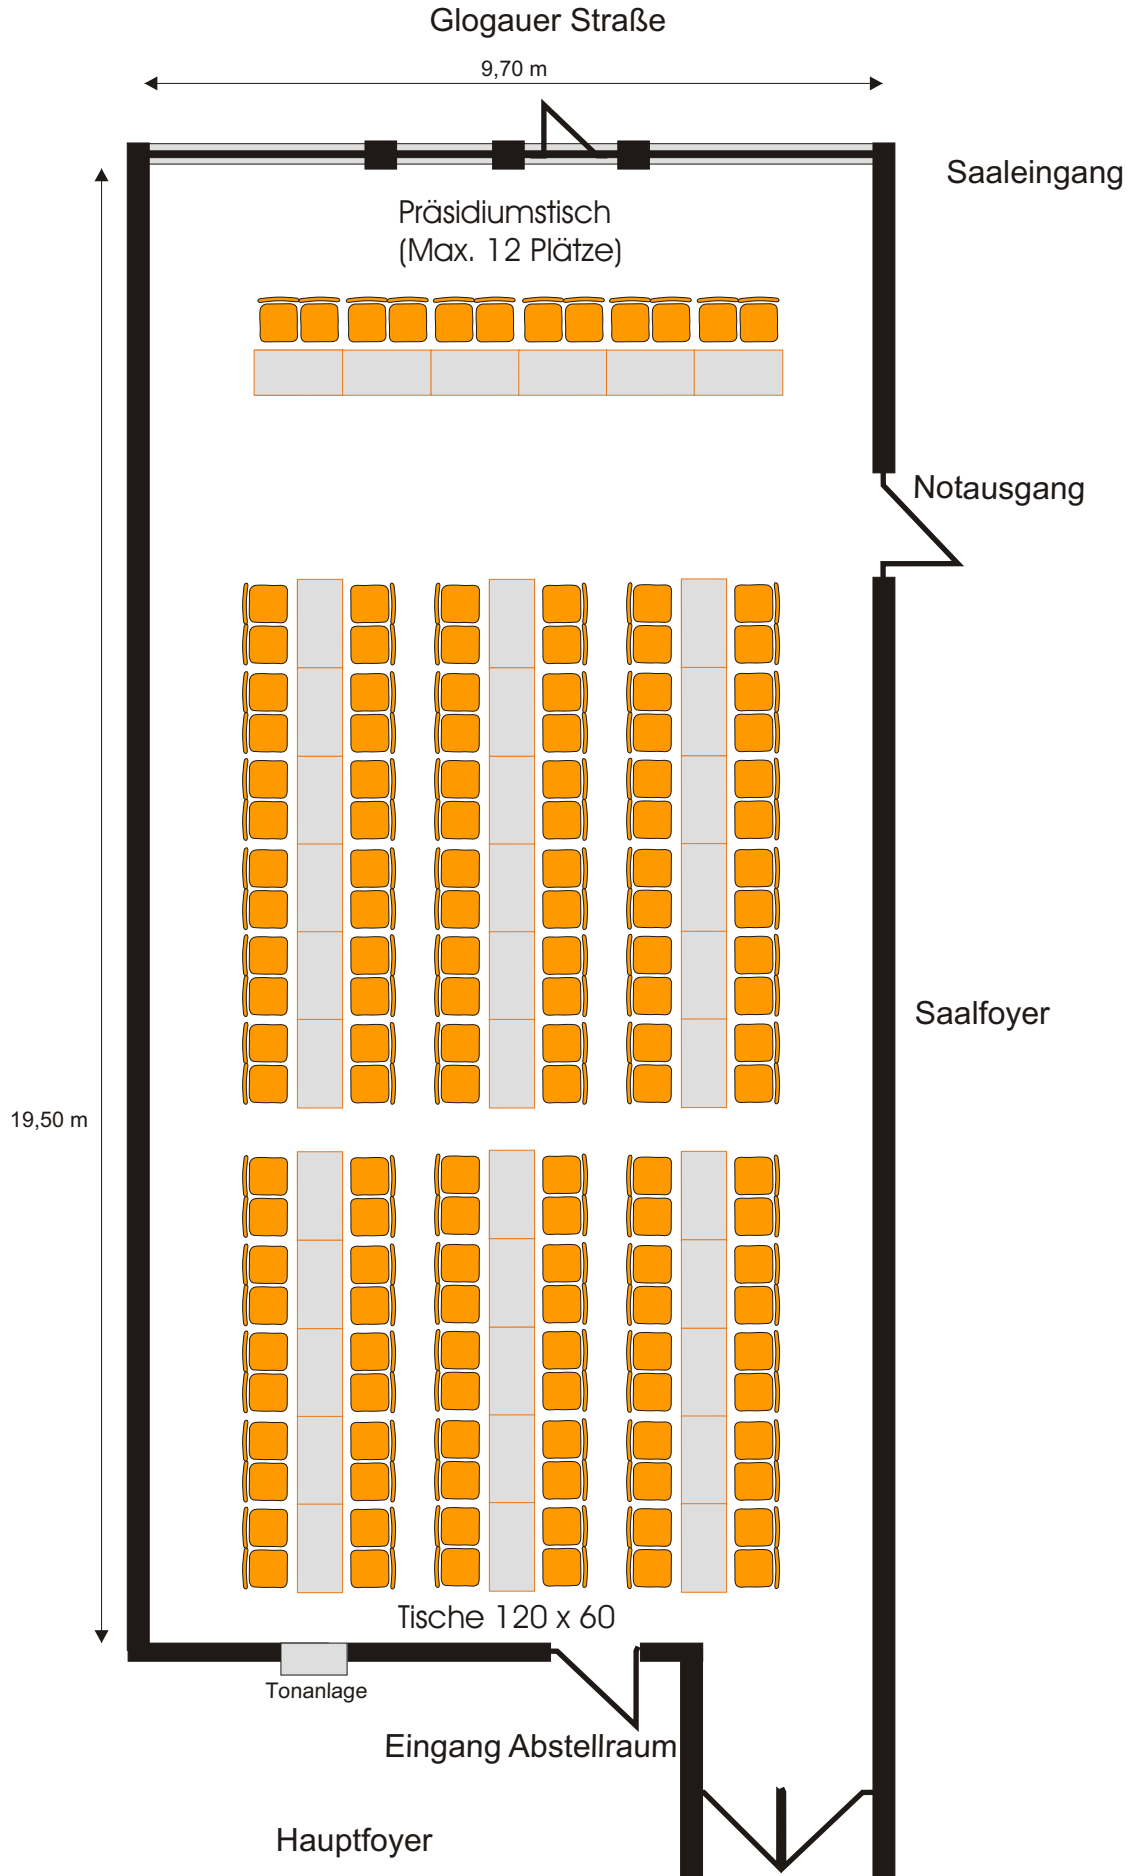 Glogauer Straße
9,70 m
Saaleingang
Präsidiumstisch
(Max. 12 Plätze)
Notausgang
Saalfoyer
19,50 m
Tische 120 x 60
Tonanlage
Eingang Abstellraum
Hauptfoyer